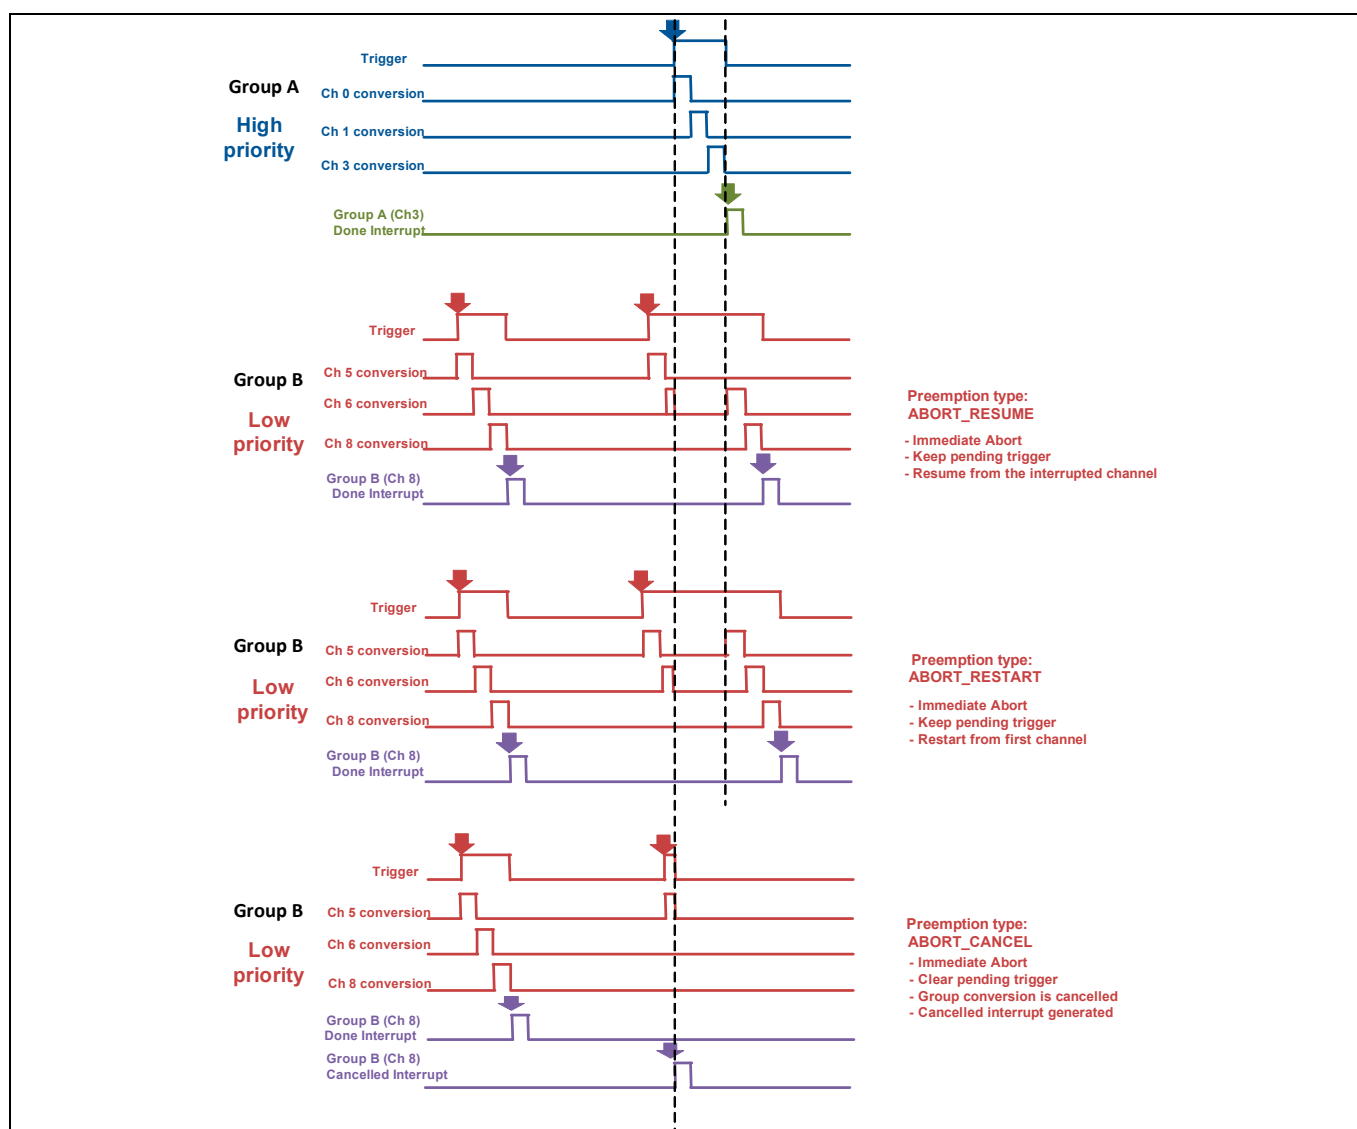 Trigger
Group A
Ch 0 conversion
High
priority
Ch 1 conversion
Ch 3 conversion
Group A (Ch3)
Done Interrupt
Trigger
Group B
Ch 5 conversion
Low
priority
Ch 6 conversion
Ch 8 conversion
Group B (Ch 8)
Done Interrupt
Preemption type:
ABORT_RESUME
- Immediate Abort
- Keep pending trigger
- Resume from the interrupted channel
Trigger
Group B
Ch 5 conversion
Low
priority
Ch 6 conversion
Ch 8 conversion
Group B (Ch 8)
Done Interrupt
Preemption type:
ABORT_RESTART
- Immediate Abort
- Keep pending trigger
- Restart from first channel
Trigger
Group B
Ch 5 conversion
Low
priority
Ch 6 conversion
Ch 8 conversion
Group B (Ch 8)
Done Interrupt
Group B (Ch 8)
Cancelled Interrupt
Preemption type:
ABORT_CANCEL
- Immediate Abort
- Clear pending trigger
- Group conversion is cancelled
- Cancelled interrupt generated